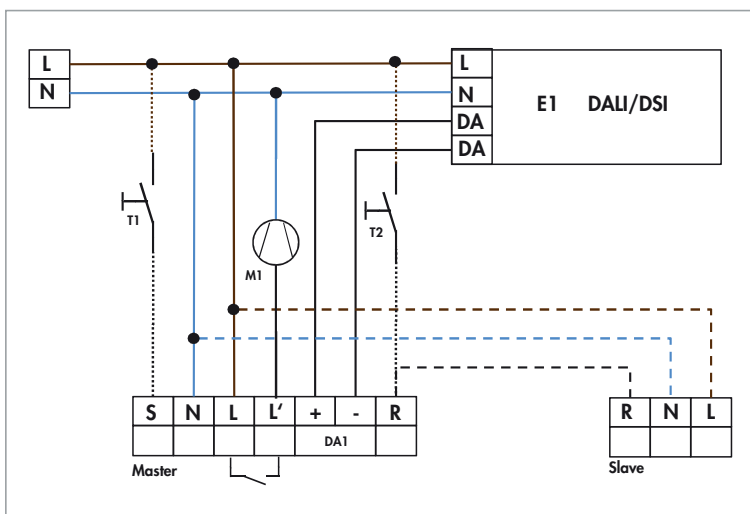 L
N
L
N
DA
DA
E1 DALI/DSI
T1
T2
M1
S N L L' + - R
DA1
Master
R N L
Slave